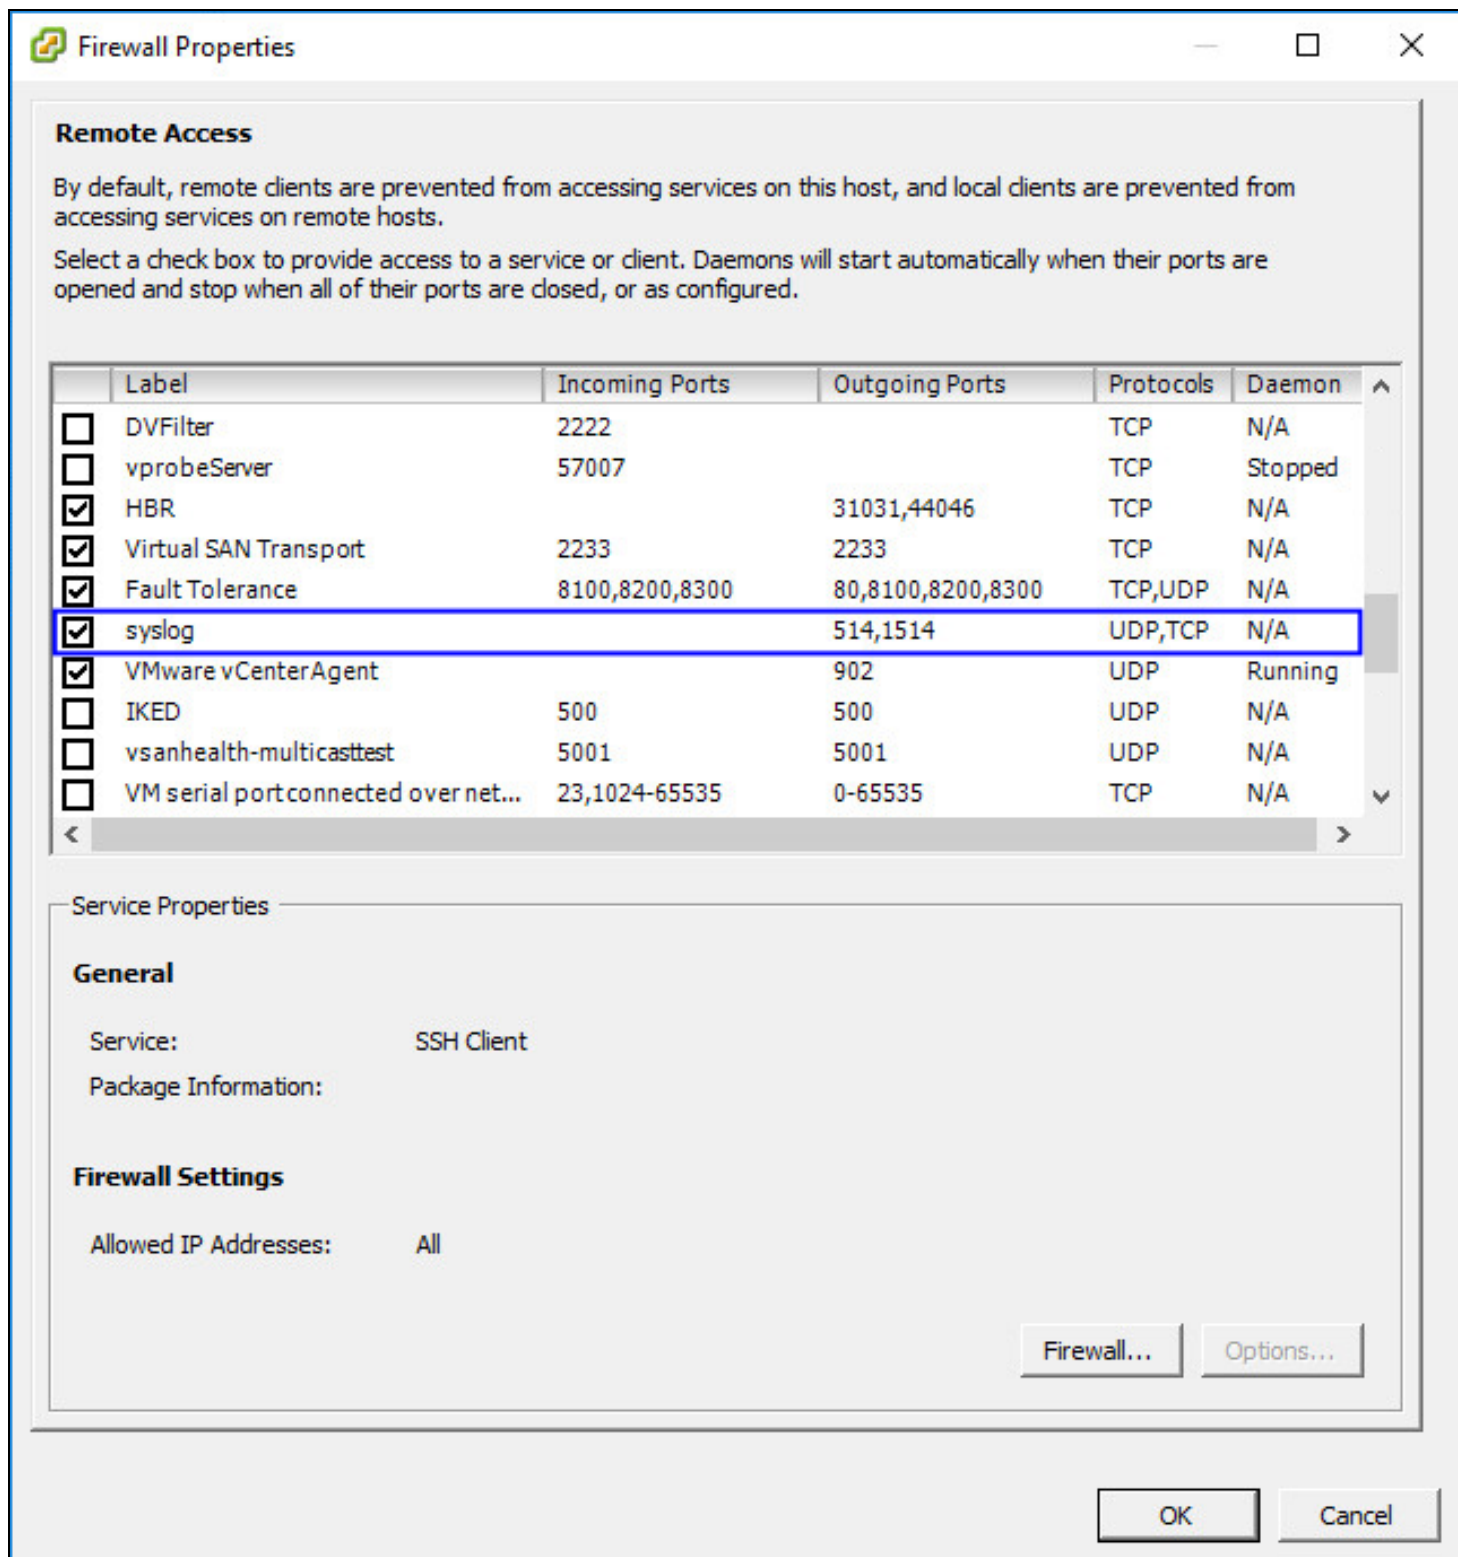 Firewall Properties
Remote Access
By default, remote clients are prevented from accessing services on this host, and local clients are prevented from
accessing services on remote hosts.
Select a check box to provide access to a service or client. Daemons will start automatically when their ports are
opened and stop when all of their ports are closed, or as configured.
Label Incoming Ports Outgoing Ports Protocols Daemon
DVFilter 2222 TCP N/A
vprobeServer 57007 TCP Stopped
HBR 31031,44046 TCP N/A
Virtual SAN Transport 2233 2233 TCP N/A
Fault Tolerance 8100,8200,8300 80,8100,8200,8300 TCP,UDP N/A
syslog 514,1514 UDP,TCP N/A
VMware vCenterAgent 902 UDP Running
IKED 500 500 UDP N/A
vsanhealth-multicasttest 5001 5001 UDP N/A
VM serial port connected over net... 23,1024-65535 0-65535 TCP N/A
Service Properties
General
Service: SSH Client
Package Information:
Firewall Settings
Allowed IP Addresses: All
Firewall... Options...
OK Cancel